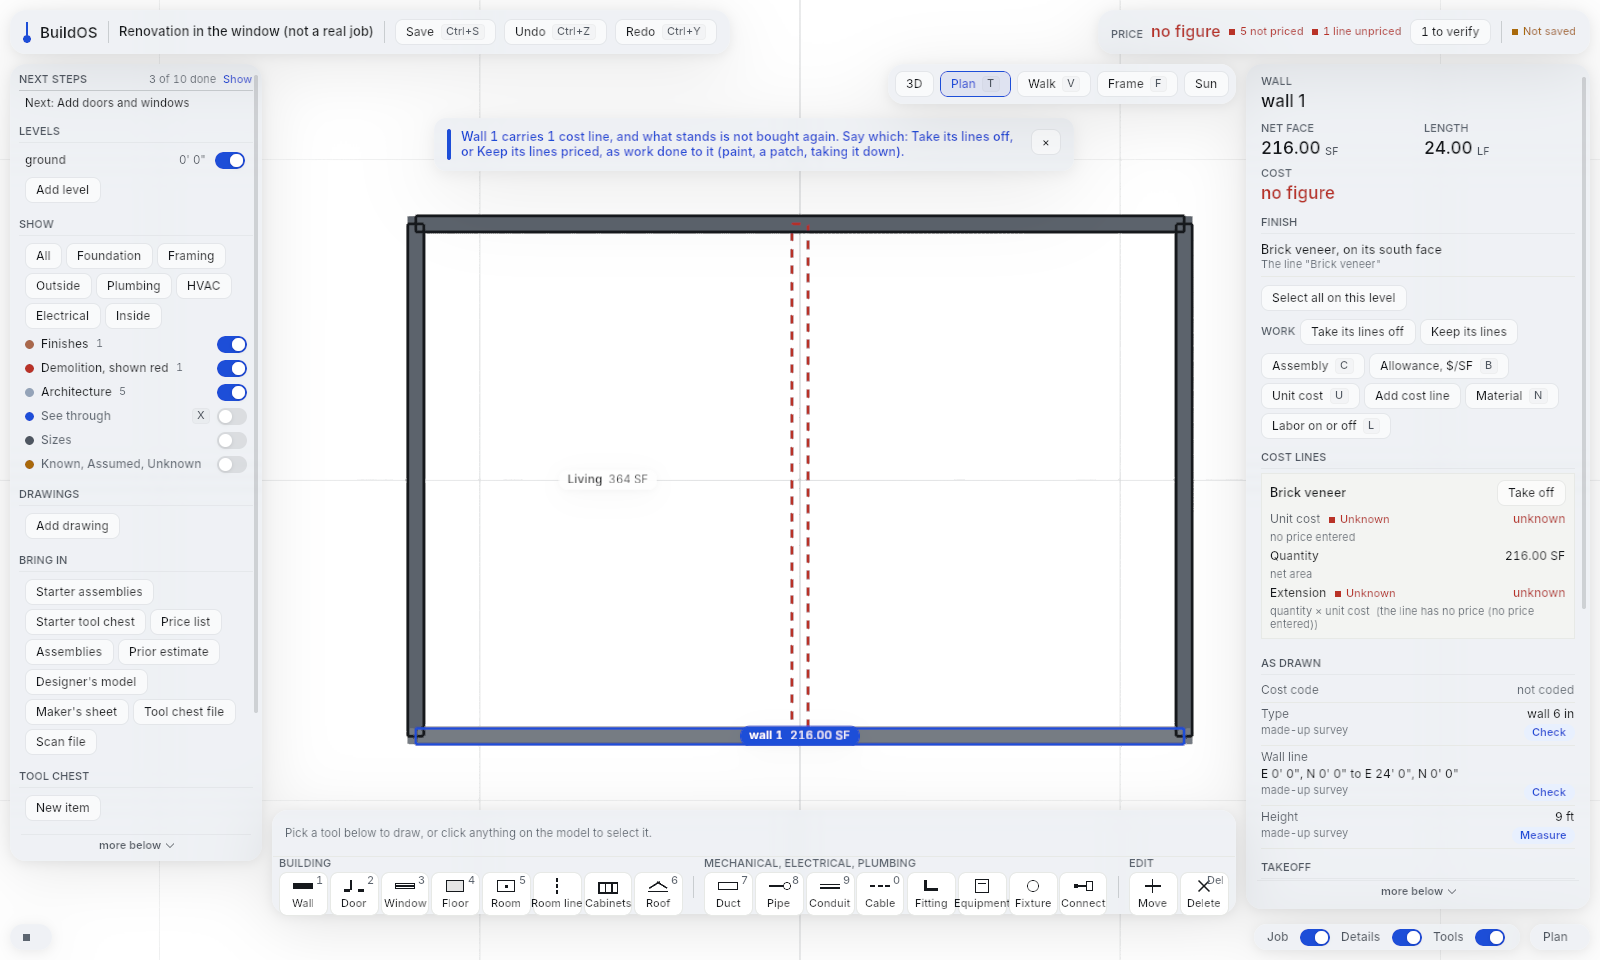 BuildOS
Renovation in the window (not a real job)
Save Ctrl+S
Undo Ctrl+Z
Redo Ctrl+Y
PRICE no figure 5 not priced 1 line unpriced 1 to verify Not saved
3D
Plan T
Walk V
Frame F
Sun
Wall 1 carries 1 cost line, and what stands is not bought again. Say which: Take its lines off,
or Keep its lines priced, as work done to it (paint, a patch, taking it down).
×
NEXT STEPS 3 of 10 done Show
Next: Add doors and windows
LEVELS
ground 0' 0"
Add level
SHOW
All Foundation Framing
Outside Plumbing HVAC
Electrical Inside
Finishes 1
Demolition, shown red 1
Architecture 5
See through X
Sizes
Known, Assumed, Unknown
DRAWINGS
Add drawing
BRING IN
Starter assemblies
Starter tool chest Price list
Assemblies Prior estimate
Designer's model
Maker's sheet Tool chest file
Scan file
TOOL CHEST
New item
more below
Living 364 SF
wall 1 216.00 SF
Pick a tool below to draw, or click anything on the model to select it.
BUILDING
Wall 1
Door 2
Window 3
Floor 4
Room 5
Room line
Cabinets
Roof 6
MECHANICAL, ELECTRICAL, PLUMBING
Duct 7
Pipe 8
Conduit 9
Cable 0
Fitting
Equipment
Fixture
Connect
EDIT
Move
Delete Del
WALL
wall 1
NET FACE LENGTH
216.00 SF 24.00 LF
COST
no figure
FINISH
Brick veneer, on its south face
The line "Brick veneer"
Select all on this level
WORK Take its lines off Keep its lines
Assembly C Allowance, $/SF B
Unit cost U Add cost line Material N
Labor on or off L
COST LINES
Brick veneer Take off
Unit cost Unknown unknown
no price entered
Quantity 216.00 SF
net area
Extension Unknown unknown
quantity × unit cost (the line has no price (no price
entered))
AS DRAWN
Cost code not coded
Type wall 6 in
made-up survey Check
Wall line
E 0' 0", N 0' 0" to E 24' 0", N 0' 0"
made-up survey Check
Height 9 ft
made-up survey Measure
TAKEOFF
more below
Job Details Tools Plan